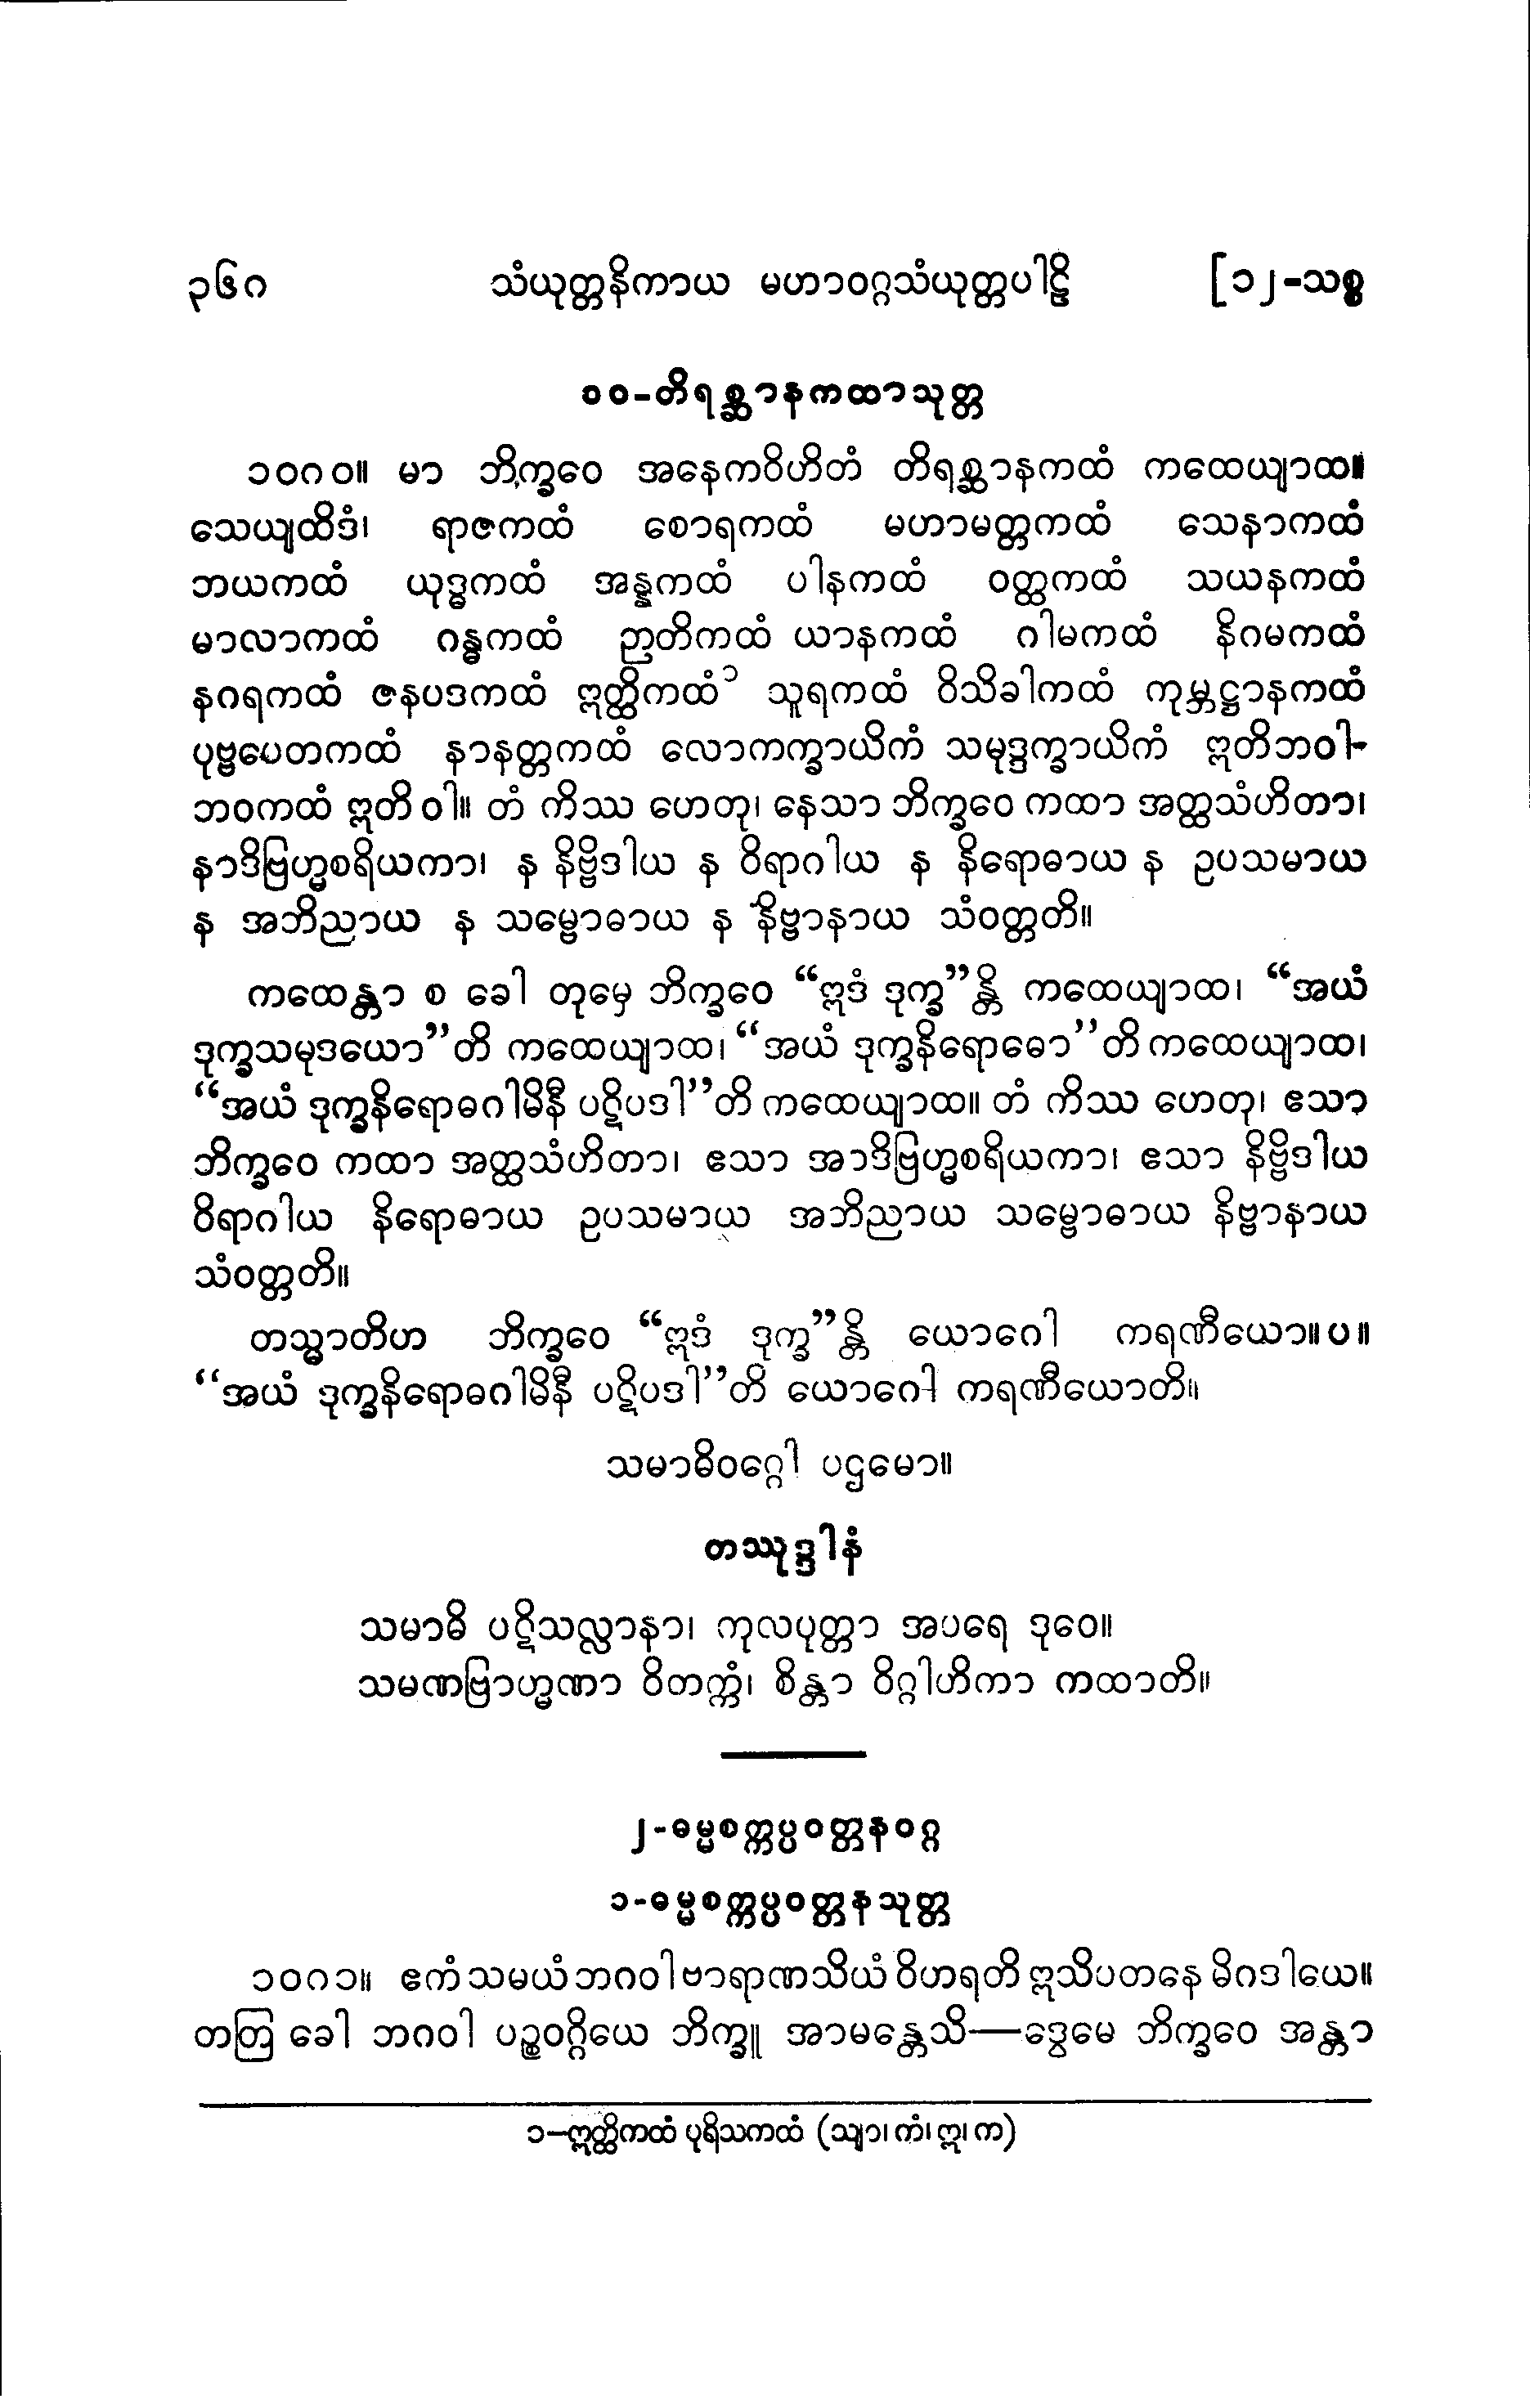 ၃၆၈ သံယုတ္တနိကာယ မဟာဝဂ္ဂသံယုတ္တပါဠိ [၁၂-သစ္စ
၁၀-တိရစ္ဆာနကထာသုတ္တ
၁၀၈၀။ မာ ဘိက္ခဝေ အနေကဝိဟိတံ တိရစ္ဆာနကထံ ကထေယျာထ။
သေယျထိဒံ၊ ရာဇကထံ စောရကထံ မဟာမတ္တကထံ သေနာကထံ
ဘယကထံ ယုဒ္ဓကထံ အန္နကထံ ပါနကထံ ဝတ္ထကထံ သယနကထံ
မာလာကထံ ဂန္ဓကထံ ဉာတိကထံ ယာနကထံ ဂါမကထံ နိဂမကထံ
နဂရကထံ ဇနပဒကထံ ဣတ္ထိကထံ၁ သူရကထံ ဝိသိခါကထံ ကုမ္ဘဋ္ဌာနကထံ
ပုဗ္ဗပေတကထံ နာနတ္တကထံ လောကက္ခာယိကံ သမုဒ္ဒက္ခာယိကံ ဣတိဘဝါ-
ဘဝကထံ ဣတိ ဝါ။ တံ ကိဿ ဟေတု၊ နေသာ ဘိက္ခဝေ ကထာ အတ္ထသံဟိတာ၊
နာဒိဗြဟ္မစရိယကာ၊ န နိဗ္ဗိဒါယ န ဝိရာဂါယ န နိရောဓာယ န ဥပသမာယ
န အဘိညာယ န သမ္ဗောဓာယ န နိဗ္ဗာနာယ သံဝတ္တတိ။
ကထေန္တာ စ ခေါ တုမှေ ဘိက္ခဝေ “ဣဒံ ဒုက္ခ”န္တိ ကထေယျာထ၊ “အယံ
ဒုက္ခသမုဒယော”တိ ကထေယျာထ၊ “အယံ ဒုက္ခနိရောဓော”တိ ကထေယျာထ၊
“အယံ ဒုက္ခနိရောဓဂါမိနီ ပဋိပဒါ”တိ ကထေယျာထ။ တံ ကိဿ ဟေတု၊ ဧသာ
ဘိက္ခဝေ ကထာ အတ္ထသံဟိတာ၊ ဧသာ အာဒိဗြဟ္မစရိယကာ၊ ဧသာ နိဗ္ဗိဒါယ
ဝိရာဂါယ နိရောဓာယ ဥပသမာယ အဘိညာယ သမ္ဗောဓာယ နိဗ္ဗာနာယ
သံဝတ္တတိ။
တသ္မာတိဟ ဘိက္ခဝေ “ဣဒံ ဒုက္ခ”န္တိ ယောဂေါ ကရဏီယော။ပ။
“အယံ ဒုက္ခနိရောဓဂါမိနီ ပဋိပဒါ”တိ ယောဂေါ ကရဏီယောတိ။
သမာဓိဝဂ္ဂေါ ပဌမော။
တဿုဒ္ဒါနံ
သမာဓိ ပဋိသလ္လာနာ၊ ကုလပုတ္တာ အပရေ ဒုဝေ။
သမဏဗြာဟ္မဏာ ဝိတက္ကံ၊ စိန္တာ ဝိဂ္ဂါဟိကာ ကထာတိ။
၂-ဓမ္မစက္ကပ္ပဝတ္တနဝဂ္ဂ
၁-ဓမ္မစက္ကပ္ပဝတ္တနသုတ္တ
၁၀၈၁။ ဧကံ သမယံ ဘဂဝါ ဗာရာဏသိယံ ဝိဟရတိ ဣသိပတနေ မိဂဒါယေ။
တတြ ခေါ ဘဂဝါ ပဉ္စဝဂ္ဂိယေ ဘိက္ခူ အာမန္တေသိ—ဒွေမေ ဘိက္ခဝေ အန္တာ
၁—ဣတ္ထိကထံ ပုရိသကထံ (သျာ၊ ကံ၊ ဣ၊ က)